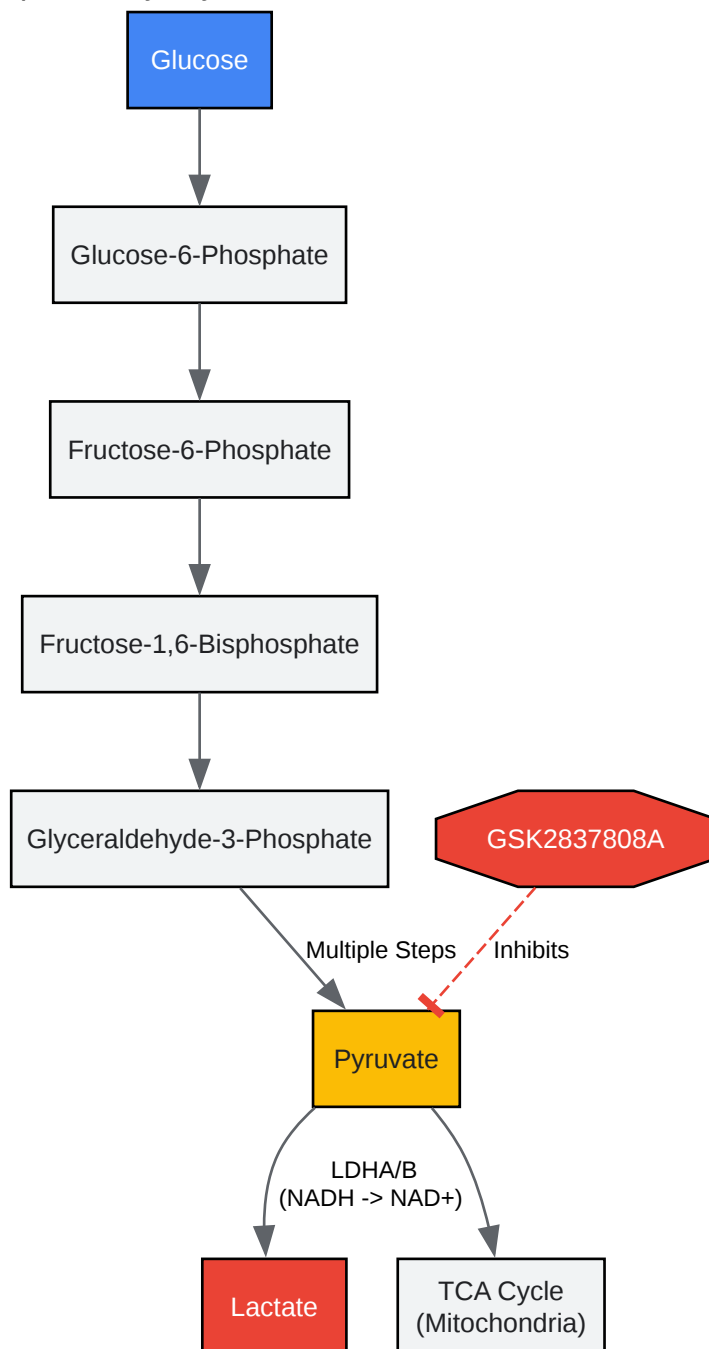 Glucose
Glucose-6-Phosphate
Fructose-6-Phosphate
Fructose-1,6-Bisphosphate
Glyceraldehyde-3-Phosphate
GSK2837808A
Multiple Steps
Inhibits
Pyruvate
LDHA/B
(NADH -> NAD+)
Lactate
TCA Cycle
(Mitochondria)